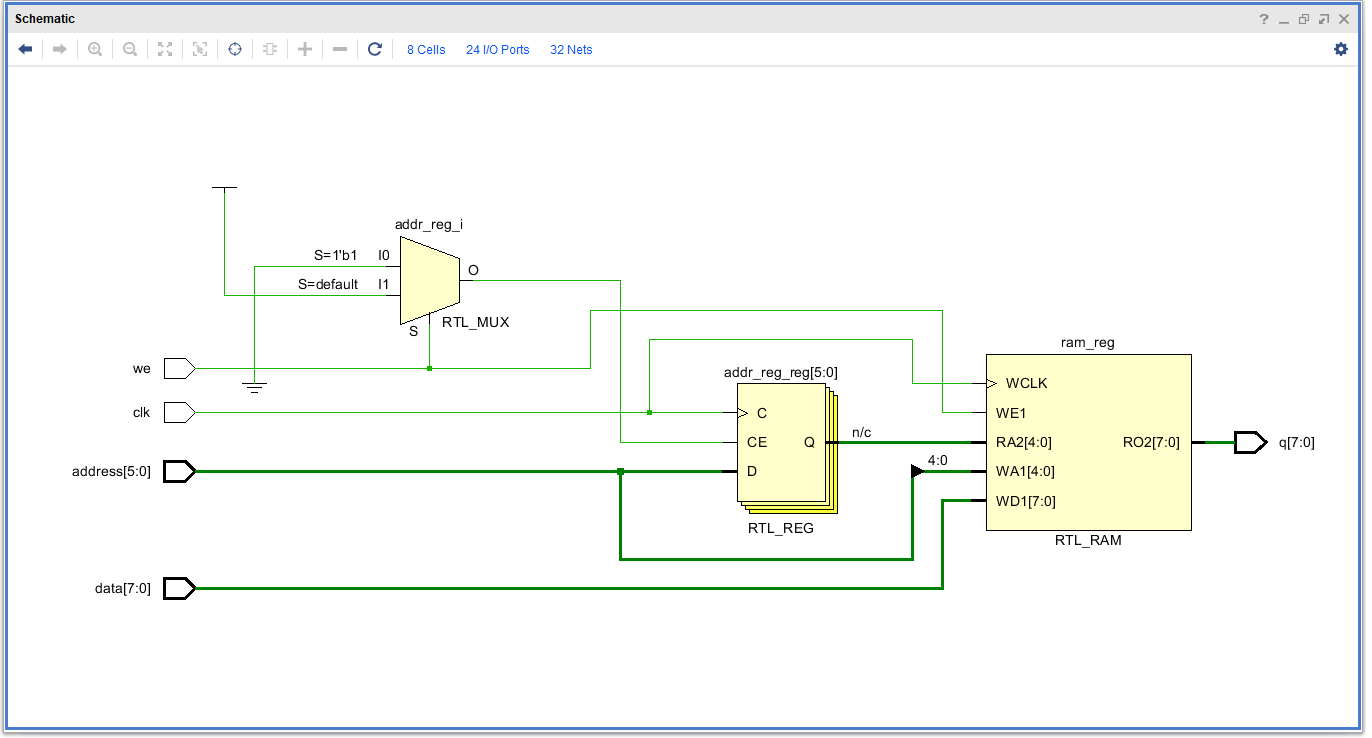 Schematic
8 Cells 24 I/O Ports 32 Nets
addr_reg_i
S=1'b1 I0
O
S=default I1
RTL_MUX
S
ram_reg
we
addr_reg_reg[5:0]
WCLK
clk
C
WE1
n/c
CE Q
RA2[4:0] RO2[7:0]
q[7:0]
4:0
address[5:0]
D
WA1[4:0]
WD1[7:0]
RTL_REG
RTL_RAM
data[7:0]